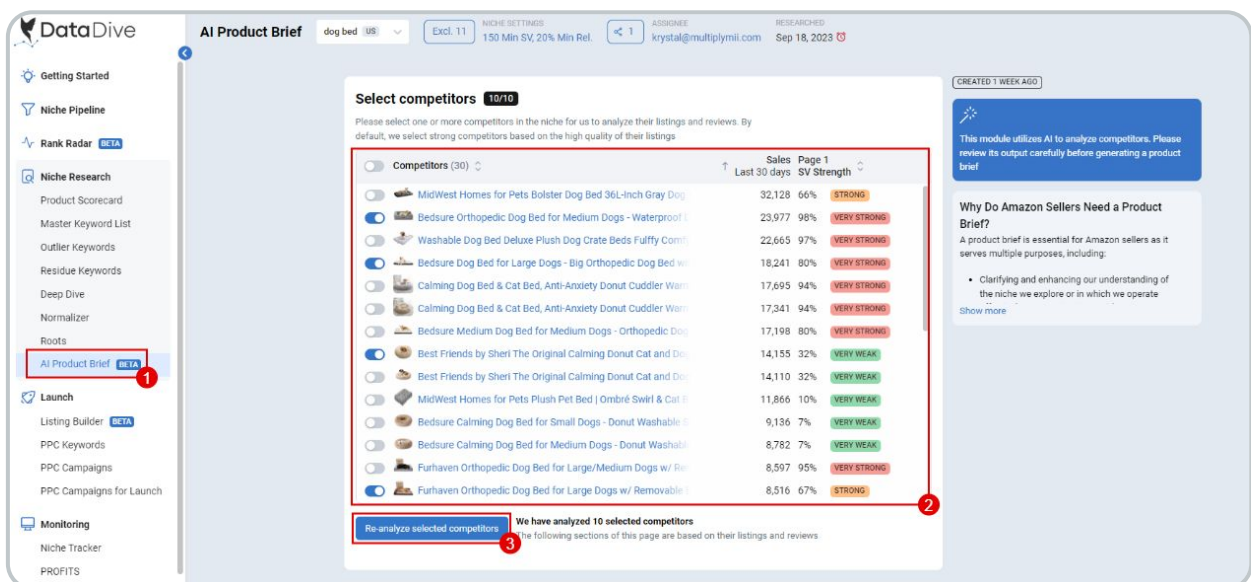 DataDive
AI Product Brief
dog bed US
Excl. 11
NICHE SETTINGS
150 Min SV, 20% Min Rel.
1
ASSIGNEE
krystal@multiplymii.com
RESEARCHED
Sep 18, 2023
Getting Started
Niche Pipeline
Rank Radar BETA
Niche Research
Product Scorecard
Master Keyword List
Outlier Keywords
Residue Keywords
Deep Dive
Normalizer
Roots
AI Product Brief BETA
1
Launch
Listing Builder BETA
PPC Keywords
PPC Campaigns
PPC Campaigns for Launch
Monitoring
Niche Tracker
PROFITS
Select competitors 10/10
Please select one or more competitors in the niche for us to analyze their listings and reviews. By
default, we select strong competitors based on the high quality of their listings
Competitors (30)
Sales
Last 30 days
Page 1
SV Strength
MidWest Homes for Pets Bolster Dog Bed 36L-Inch Gray Dog 32,128 66% STRONG
Bedsure Orthopedic Dog Bed for Medium Dogs - Waterproof 23,977 98% VERY STRONG
Washable Dog Bed Deluxe Plush Dog Crate Beds Fulffy 22,665 97% VERY STRONG
Bedsure Dog Bed for Large Dogs - Big Orthopedic Dog Bed 18,241 80% VERY STRONG
Calming Dog Bed & Cat Bed, Anti-Anxiety Donut Cuddler 17,695 94% VERY STRONG
Calming Dog Bed & Cat Bed, Anti-Anxiety Donut Cuddler 17,341 94% VERY STRONG
Bedsure Medium Dog Bed for Medium Dogs - Orthopedic Dog 17,198 80% VERY STRONG
Best Friends by Sheri The Original Calming Donut Cat and 14,155 32% VERY WEAK
Best Friends by Sheri The Original Calming Donut Cat and 14,110 32% VERY WEAK
MidWest Homes for Pets Plush Pet Bed | Ombré Swirl & Cat 11,866 10% VERY WEAK
Bedsure Calming Dog Bed for Small Dogs - Donut Washable 9,136 7% VERY WEAK
Bedsure Calming Dog Bed for Medium Dogs - Donut 8,782 7% VERY WEAK
Furhaven Orthopedic Dog Bed for Large/Medium Dogs w/ 8,597 95% VERY STRONG
Furhaven Orthopedic Dog Bed for Large Dogs w/ Removable 8,516 67% STRONG
2
Re-analyze selected competitors
3
We have analyzed 10 selected competitors
The following sections of this page are based on their listings and reviews
CREATED 1 WEEK AGO
This module utilizes AI to analyze competitors. Please
review its output carefully before generating a product
brief
Why Do Amazon Sellers Need a Product
Brief?
A product brief is essential for Amazon sellers as it
serves multiple purposes, including:
• Clarifying and enhancing our understanding of
the niche we explore or in which we operate
Show more